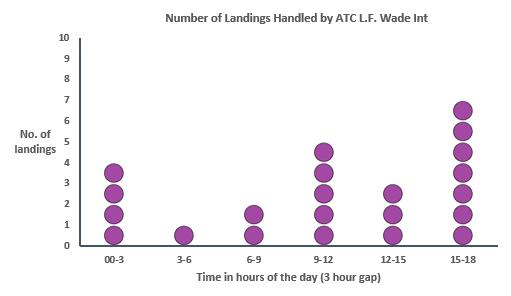 Number of Landings Handled by ATC L.F. Wade Int
10
9
8
7
6
5
4
3
2
1
0
No. of
landings
00-3 3-6 6-9 9-12 12-15 15-18
Time in hours of the day (3 hour gap)